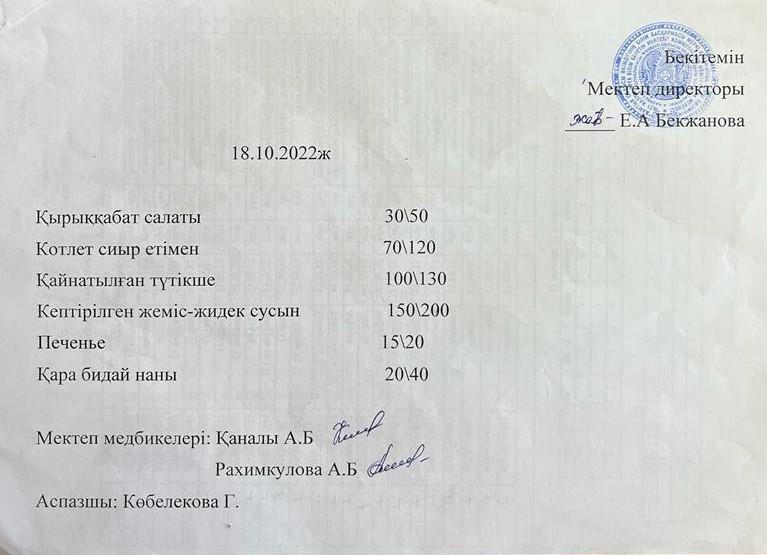 Бекітемін
Мектеп директоры
Е.А Бекжанова
18.10.2022ж
Қырыққабат салаты 30\50
Котлет сиыр етімен 70\120
Қайнатылған түтікше 100\130
Кептірілген жеміс-жидек сусын 150\200
Печенье 15\20
Қара бидай наны 20\40
Мектеп медбикелері: Қаналы А.Б
Рахимкулова А.Б
Аспазшы: Көбелекова Г.